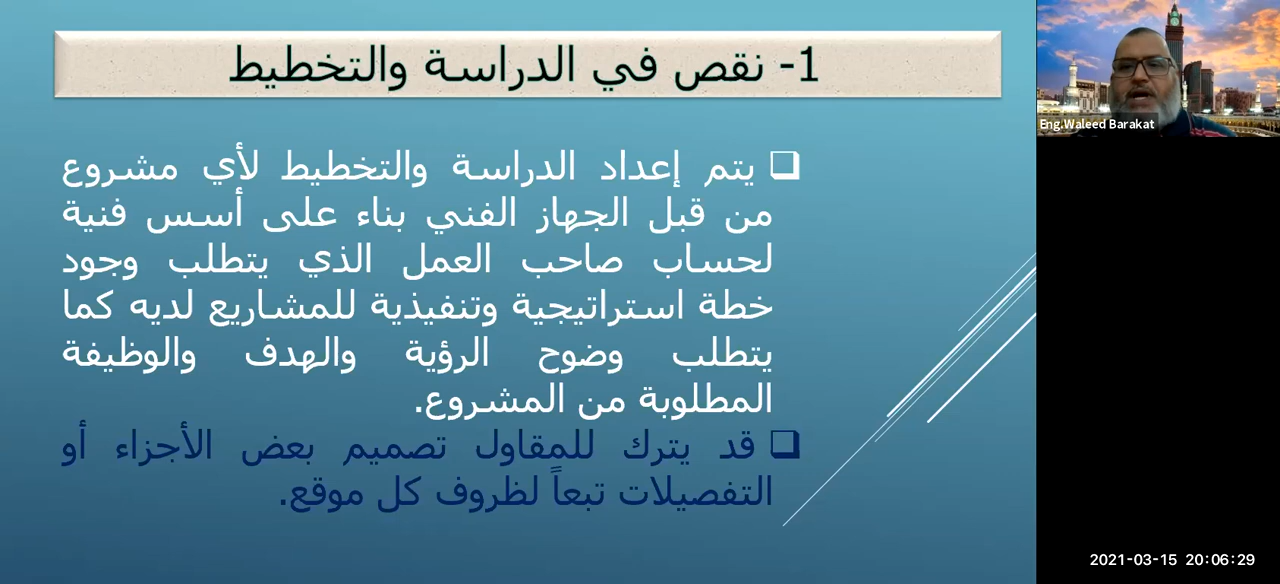 1- نقص في الدراسة والتخطيط
❑ يتم إعداد الدراسة والتخطيط لأي مشروع
من قبل الجهاز الفني بناء على أسس فنية
لحساب صاحب العمل الذي يتطلب وجود
خطة استراتيجية وتنفيذية للمشاريع لديه كما
يتطلب وضوح الرؤية والهدف والوظيفة
المطلوبة من المشروع.
❑ قد يترك للمقاول تصميم بعض الأجزاء أو
التفصيلات تبعاً لظروف كل موقع.
Eng.Waleed Barakat
2021-03-15 20:06:29